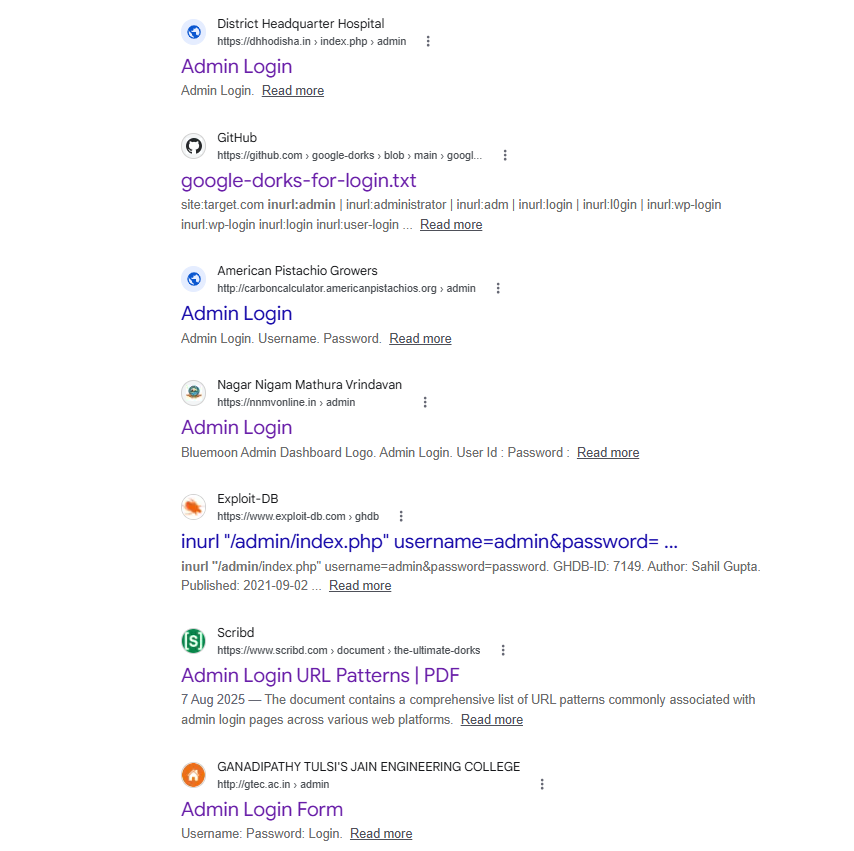 District Headquarter Hospital
https://dhhodisha.in › index.php › admin
Admin Login
Admin Login. Read more
GitHub
https://github.com › google-dorks › blob › main › googl...
google-dorks-for-login.txt
site:target.com inurl:admin | inurl:administrator | inurl:adm | inurl:login | inurl:l0gin | inurl:wp-login
inurl:wp-login inurl:login inurl:user-login ... Read more
American Pistachio Growers
http://carboncalculator.americanpistachios.org › admin
Admin Login
Admin Login. Username. Password. Read more
Nagar Nigam Mathura Vrindavan
https://nnmvonline.in › admin
Admin Login
Bluemoon Admin Dashboard Logo. Admin Login. User Id : Password : Read more
Exploit-DB
https://www.exploit-db.com › ghdb
inurl "/admin/index.php" username=admin&password= ...
inurl "/admin/index.php" username=admin&password=password. GHDB-ID: 7149. Author: Sahil Gupta.
Published: 2021-09-02 ... Read more
[S]
Scribd
https://www.scribd.com › document › the-ultimate-dorks
Admin Login URL Patterns | PDF
7 Aug 2025 — The document contains a comprehensive list of URL patterns commonly associated with
admin login pages across various web platforms. Read more
GANADIPATHY TULSI'S JAIN ENGINEERING COLLEGE
http://gtec.ac.in › admin
Admin Login Form
Username: Password: Login. Read more